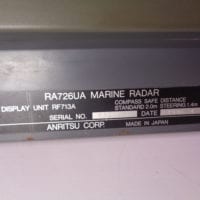 RA726UA MARINE RADAR
COMPASS SAFE DISTANCE
DISPLAY UNIT RF713A STANDARD 2.0m STEERING 1.4m
SERIAL NO. DATE
ANRITSU CORP. MADE IN JAPAN